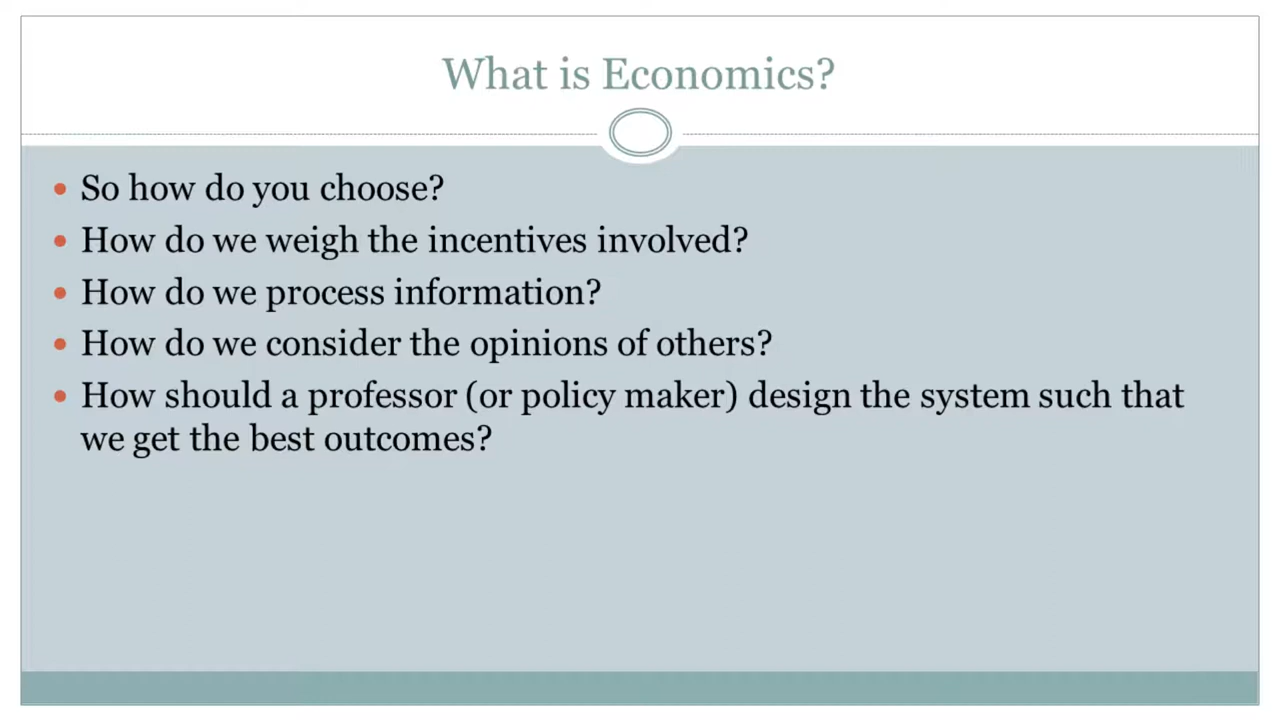 What is Economics?
• So how do you choose?
• How do we weigh the incentives involved?
• How do we process information?
• How do we consider the opinions of others?
• How should a professor (or policy maker) design the system such that
we get the best outcomes?